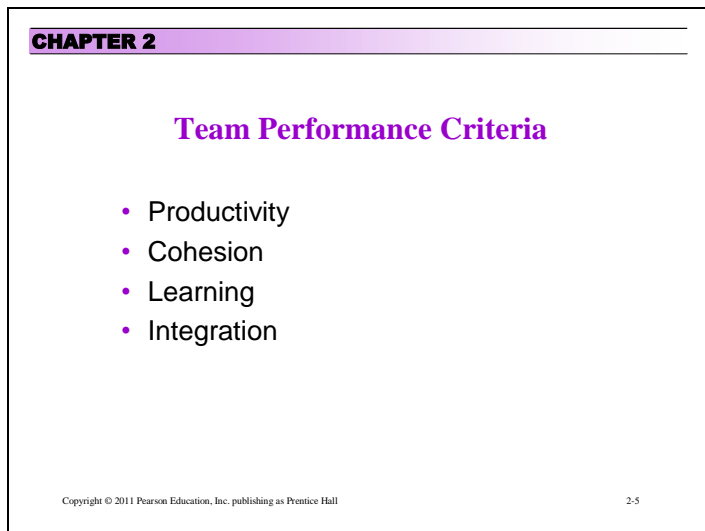 CHAPTER 2
Team Performance Criteria
• Productivity
• Cohesion
• Learning
• Integration
Copyright © 2011 Pearson Education, Inc. publishing as Prentice Hall 2-5